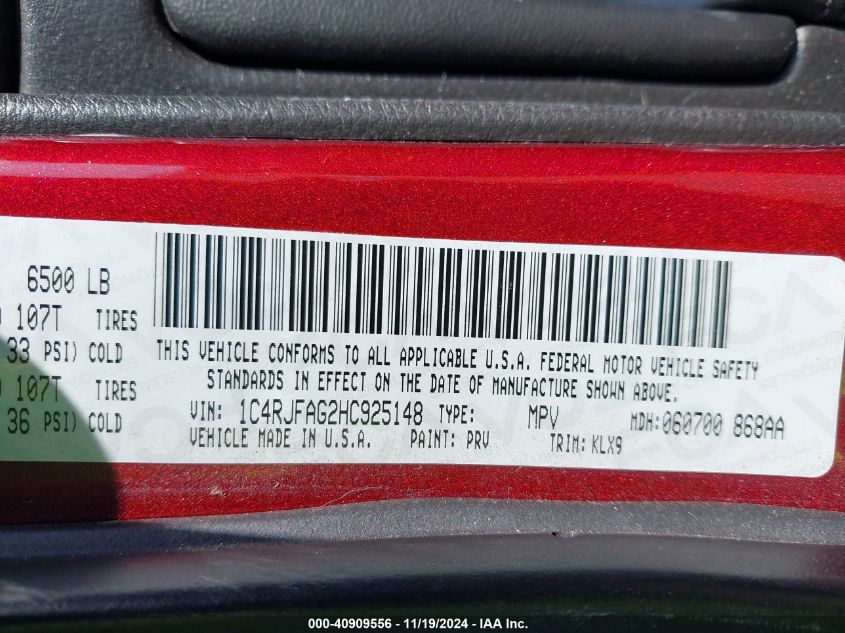 6500 LB
107T TIRES
33 PSI) COLD
107T TIRES
36 PSI) COLD
THIS VEHICLE CONFORMS TO ALL APPLICABLE U.S.A. FEDERAL MOTOR VEHICLE SAFETY
STANDARDS IN EFFECT ON THE DATE OF MANUFACTURE SHOWN ABOVE.
VIN: 1C4RJFAG2HC925148 TYPE: MPV MDH:060700 868AA
VEHICLE MADE IN U.S.A. PAINT: PRV TRIM: KLX9
000-40909556 - 11/19/2024 - IAA Inc.